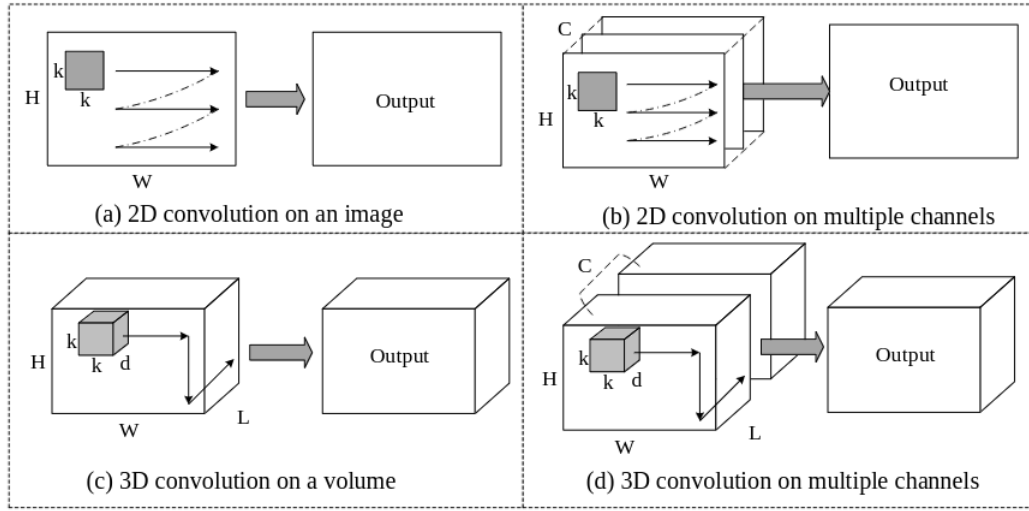 k
k
H
W
Output
(a) 2D convolution on an image
C
k
k
H
W
Output
(b) 2D convolution on multiple channels
k
k
d
H
W
L
Output
(c) 3D convolution on a volume
C
k
k
d
H
W
L
Output
(d) 3D convolution on multiple channels